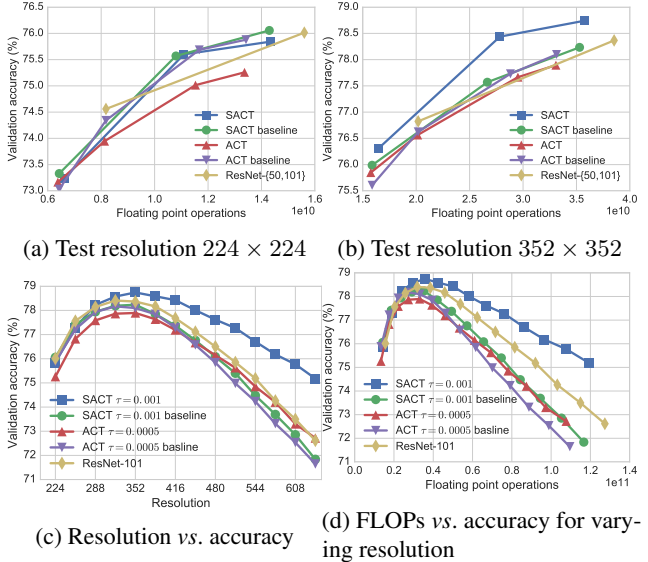 76.5
76.0
75.5
75.0
74.5
74.0
73.5
73.0
Validation accuracy (%)
SACT
SACT baseline
ACT
ACT baseline
ResNet-{50,101}
0.6 0.8 1.0 1.2 1.4 1.6
1e10
Floating point operations
(a) Test resolution 224 × 224
79.0
78.5
78.0
77.5
77.0
76.5
76.0
75.5
Validation accuracy (%)
SACT
SACT baseline
ACT
ACT baseline
ResNet-{50,101}
1.5 2.0 2.5 3.0 3.5 4.0
1e10
Floating point operations
(b) Test resolution 352 × 352
79
78
77
76
75
74
73
72
71
Validation accuracy (%)
SACT τ=0.001
SACT τ=0.001 baseline
ACT τ=0.0005
ACT τ=0.0005 basline
ResNet-101
224 288 352 416 480 544 608
Resolution
(c) Resolution vs. accuracy
79
78
77
76
75
74
73
72
71
Validation accuracy (%)
SACT τ=0.001
SACT τ=0.001 baseline
ACT τ=0.0005
ACT τ=0.0005 basline
ResNet-101
0.0 0.2 0.4 0.6 0.8 1.0 1.2 1.4
1e11
Floating point operations
(d) FLOPs vs. accuracy for vary-
ing resolution